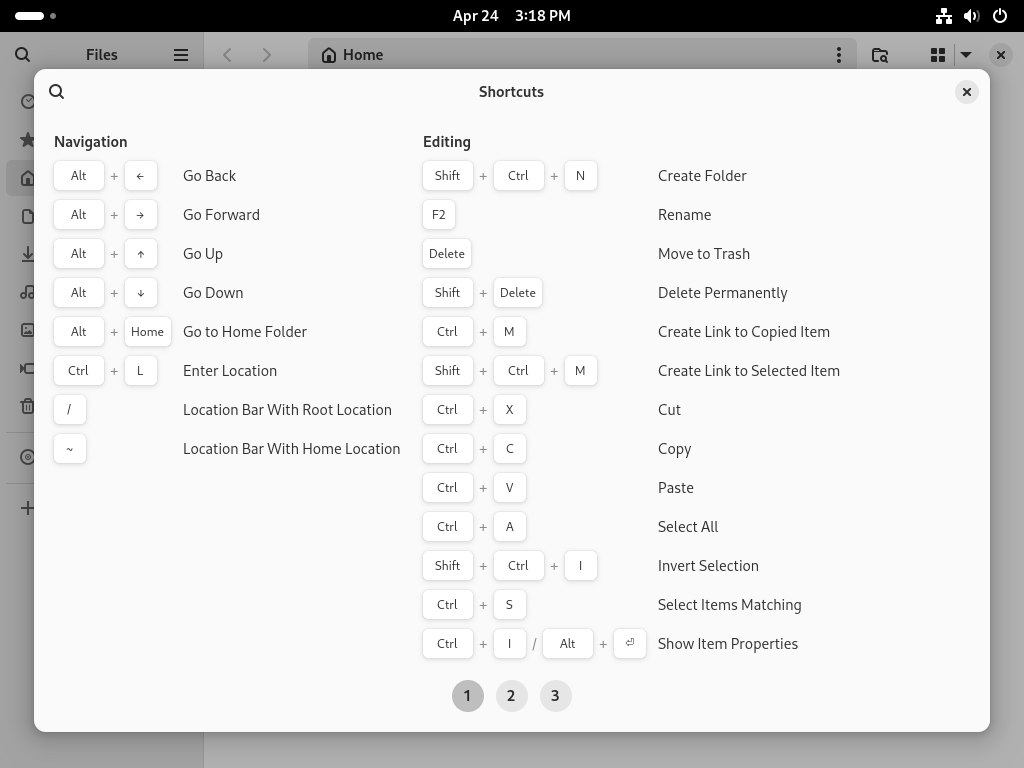 Apr 24 3:18 PM
Files
Home
Shortcuts
Navigation
Alt + ← Go Back
Alt + → Go Forward
Alt + ↑ Go Up
Alt + ↓ Go Down
Alt + Home Go to Home Folder
Ctrl + L Enter Location
/ Location Bar With Root Location
~ Location Bar With Home Location
Editing
Shift + Ctrl + N Create Folder
F2 Rename
Delete Move to Trash
Shift + Delete Delete Permanently
Ctrl + M Create Link to Copied Item
Shift + Ctrl + M Create Link to Selected Item
Ctrl + X Cut
Ctrl + C Copy
Ctrl + V Paste
Ctrl + A Select All
Shift + Ctrl + I Invert Selection
Ctrl + S Select Items Matching
Ctrl + I / Alt + ⏎ Show Item Properties
1 2 3